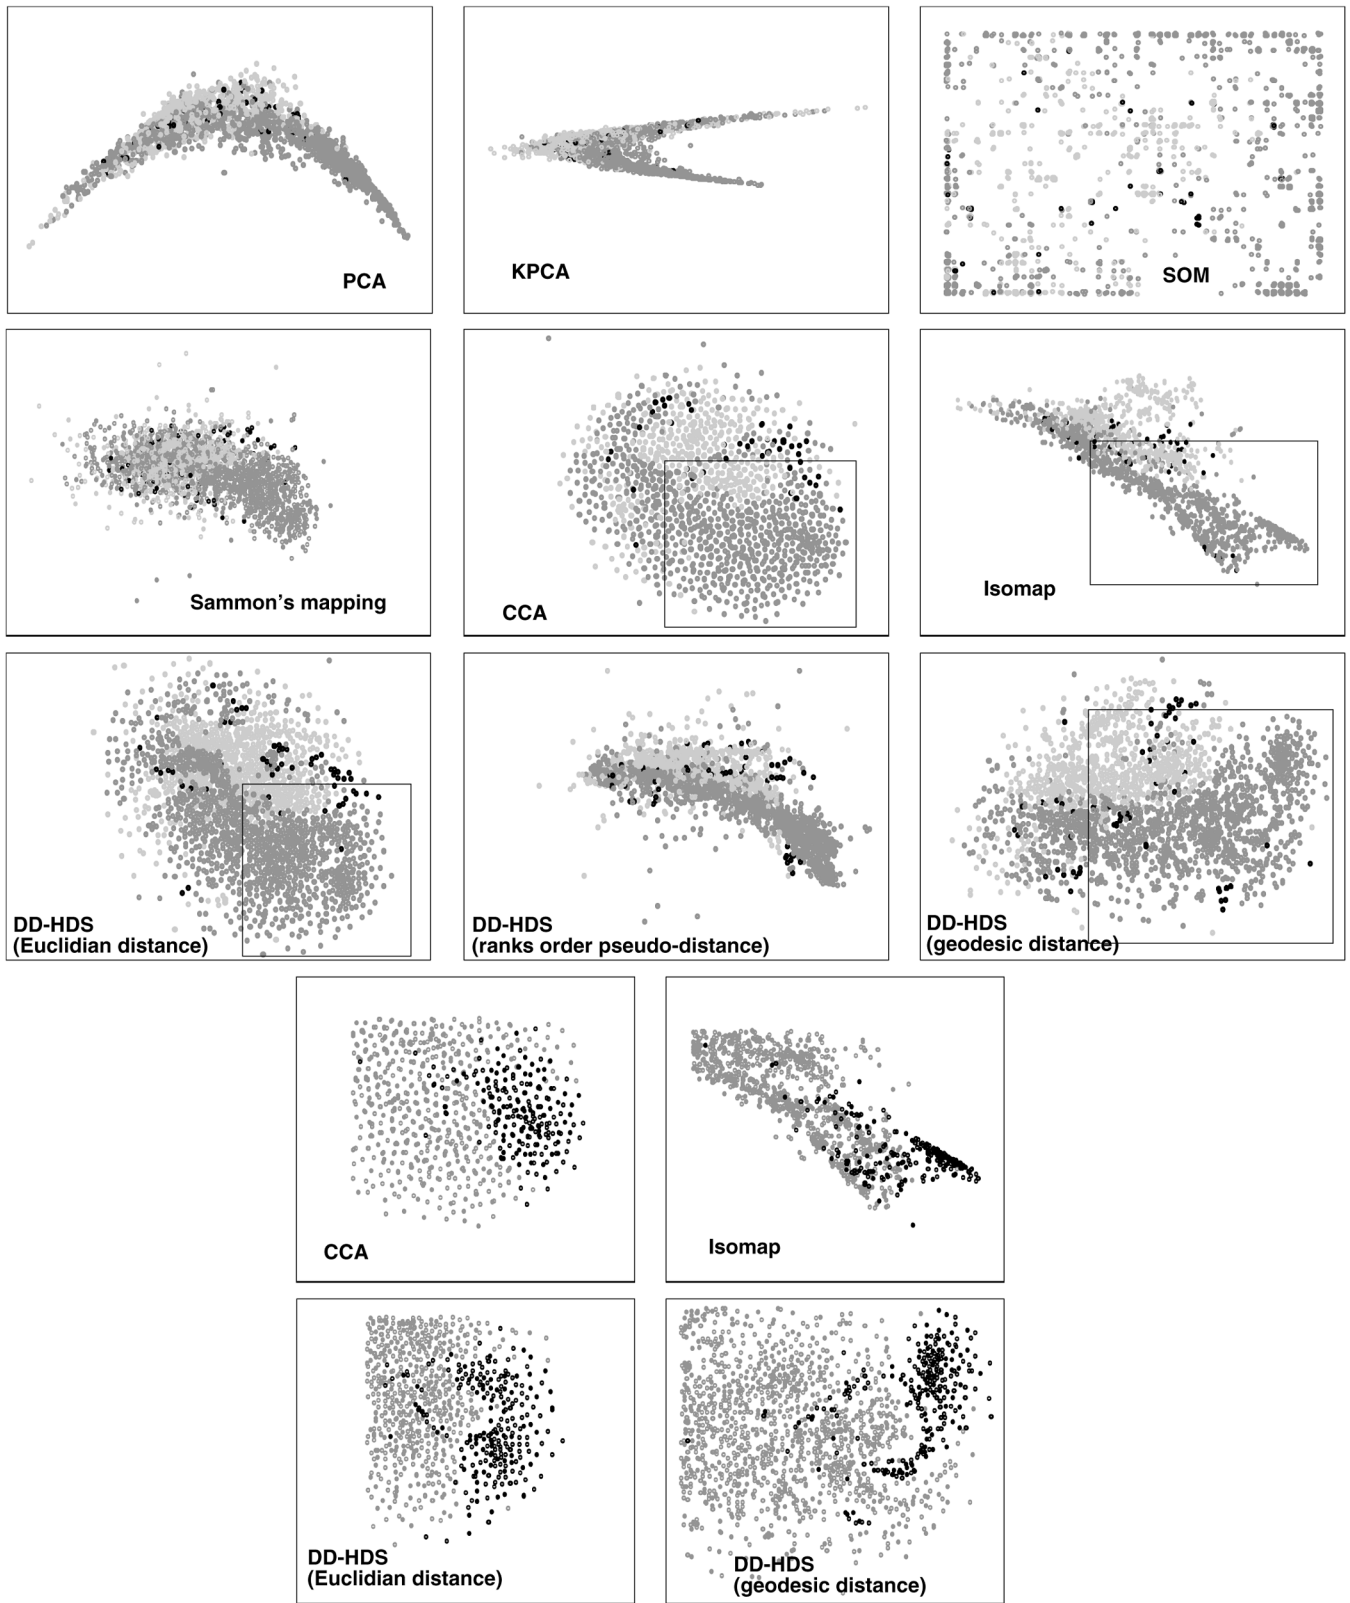 PCA
KPCA
SOM
Sammon's mapping
CCA
Isomap
DD-HDS
(Euclidian distance)
DD-HDS
(ranks order pseudo-distance)
DD-HDS
(geodesic distance)
CCA
Isomap
DD-HDS
(Euclidian distance)
DD-HDS
(geodesic distance)